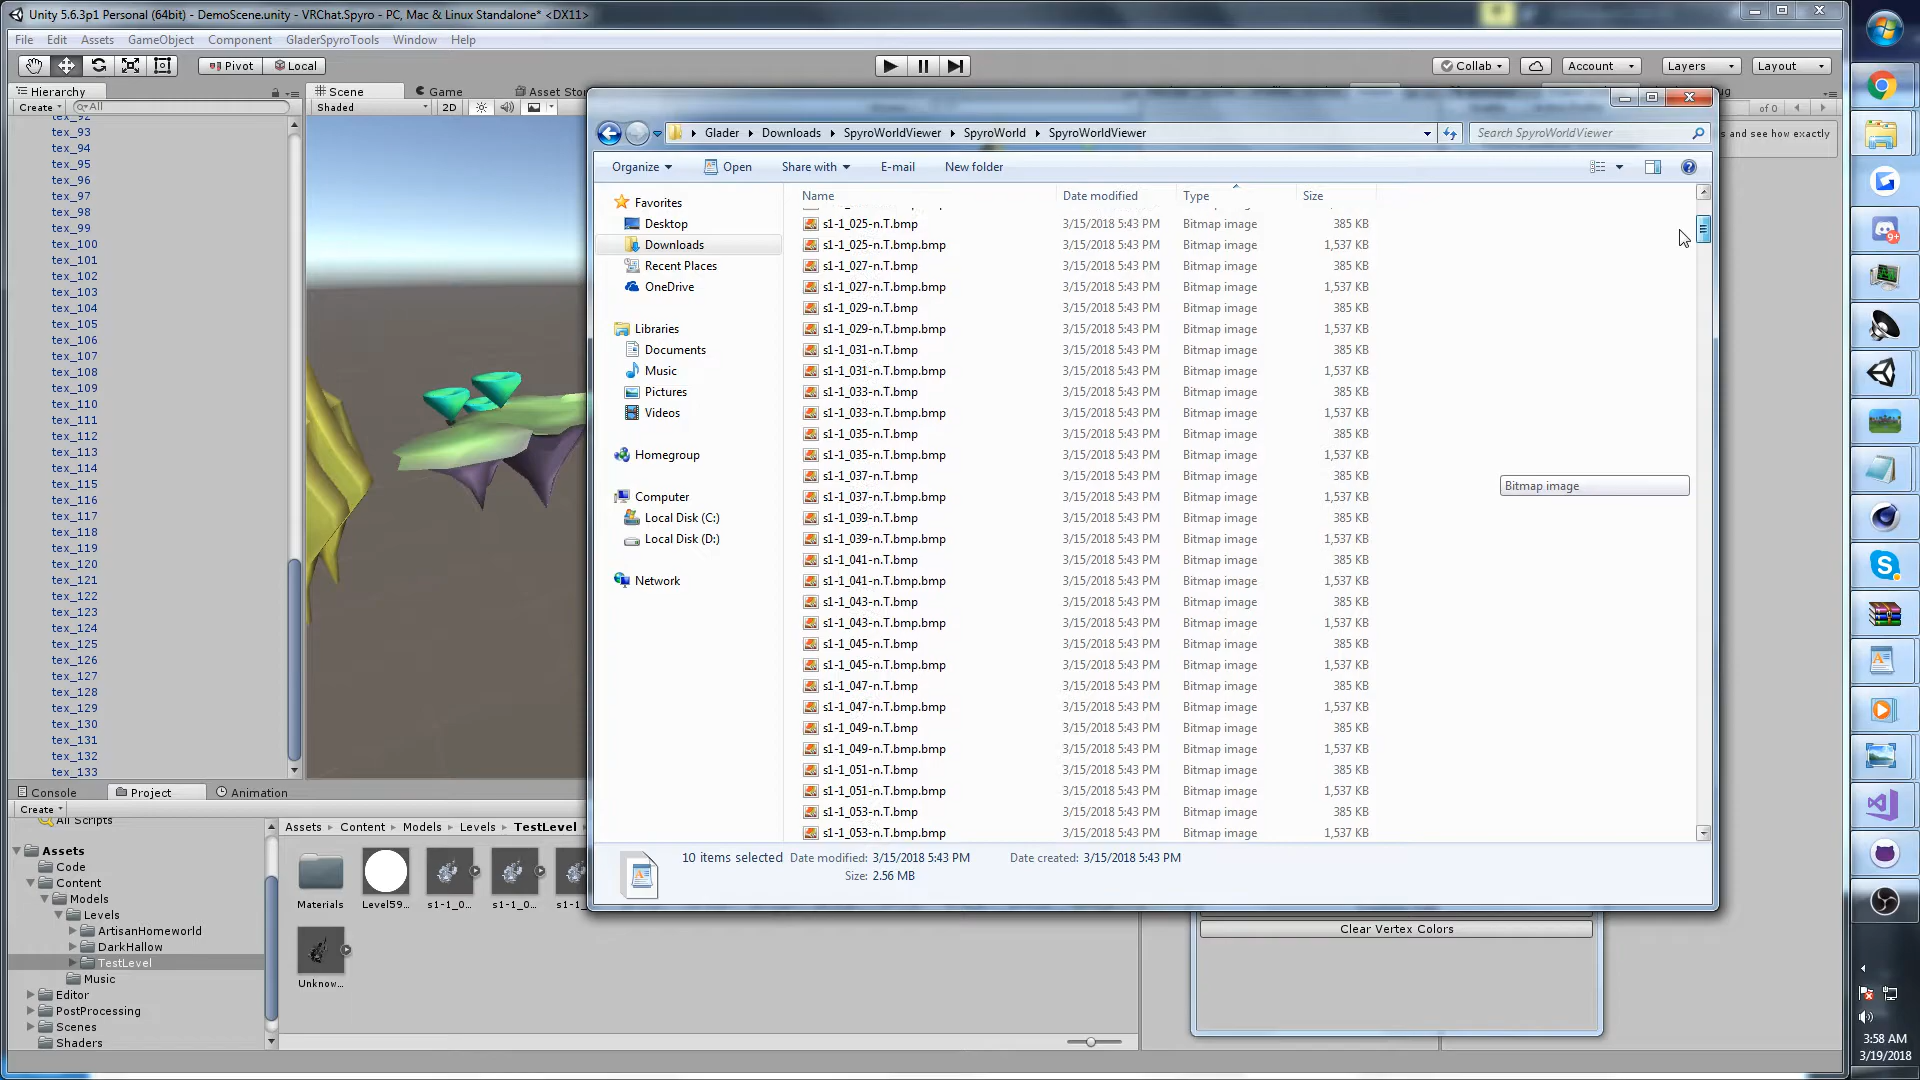 Unity 5.6.3p1 Personal (64bit) - DemoScene.unity - VRChat.Spyro - PC, Mac & Linux Standalone* <DX11>
File Edit Assets GameObject Component GladerSpyroTools Window Help
Pivot Local Collab Account Layers Layout
Hierarchy Scene Game Asset Sto
Create All Shaded 2D of 0
tex_92
tex_93
tex_94
tex_95
tex_96
tex_97
tex_98
tex_99
tex_100
tex_101
tex_102
tex_103
tex_104
tex_105
tex_106
tex_107
tex_108
tex_109
tex_110
tex_111
tex_112
tex_113
tex_114
tex_115
tex_116
tex_117
tex_118
tex_119
tex_120
tex_121
tex_122
tex_123
tex_124
tex_125
tex_126
tex_127
tex_128
tex_129
tex_130
tex_131
tex_132
tex_133
Glader Downloads SpyroWorldViewer SpyroWorld SpyroWorldViewer Search SpyroWorldViewer
s and see how exactly
Organize Open Share with E-mail New folder
Favorites
Desktop
Downloads
Recent Places
OneDrive
Libraries
Documents
Music
Pictures
Videos
Homegroup
Computer
Local Disk (C:)
Local Disk (D:)
Network
Name Date modified Type Size
s1-1_025-n.T.bmp 3/15/2018 5:43 PM Bitmap image 385 KB
s1-1_025-n.T.bmp.bmp 3/15/2018 5:43 PM Bitmap image 1,537 KB
s1-1_027-n.T.bmp 3/15/2018 5:43 PM Bitmap image 385 KB
s1-1_027-n.T.bmp.bmp 3/15/2018 5:43 PM Bitmap image 1,537 KB
s1-1_029-n.T.bmp 3/15/2018 5:43 PM Bitmap image 385 KB
s1-1_029-n.T.bmp.bmp 3/15/2018 5:43 PM Bitmap image 1,537 KB
s1-1_031-n.T.bmp 3/15/2018 5:43 PM Bitmap image 385 KB
s1-1_031-n.T.bmp.bmp 3/15/2018 5:43 PM Bitmap image 1,537 KB
s1-1_033-n.T.bmp 3/15/2018 5:43 PM Bitmap image 385 KB
s1-1_033-n.T.bmp.bmp 3/15/2018 5:43 PM Bitmap image 1,537 KB
s1-1_035-n.T.bmp 3/15/2018 5:43 PM Bitmap image 385 KB
s1-1_035-n.T.bmp.bmp 3/15/2018 5:43 PM Bitmap image 1,537 KB
s1-1_037-n.T.bmp 3/15/2018 5:43 PM Bitmap image 385 KB
s1-1_037-n.T.bmp.bmp 3/15/2018 5:43 PM Bitmap image 1,537 KB
s1-1_039-n.T.bmp 3/15/2018 5:43 PM Bitmap image 385 KB
s1-1_039-n.T.bmp.bmp 3/15/2018 5:43 PM Bitmap image 1,537 KB
s1-1_041-n.T.bmp 3/15/2018 5:43 PM Bitmap image 385 KB
s1-1_041-n.T.bmp.bmp 3/15/2018 5:43 PM Bitmap image 1,537 KB
s1-1_043-n.T.bmp 3/15/2018 5:43 PM Bitmap image 385 KB
s1-1_043-n.T.bmp.bmp 3/15/2018 5:43 PM Bitmap image 1,537 KB
s1-1_045-n.T.bmp 3/15/2018 5:43 PM Bitmap image 385 KB
s1-1_045-n.T.bmp.bmp 3/15/2018 5:43 PM Bitmap image 1,537 KB
s1-1_047-n.T.bmp 3/15/2018 5:43 PM Bitmap image 385 KB
s1-1_047-n.T.bmp.bmp 3/15/2018 5:43 PM Bitmap image 1,537 KB
s1-1_049-n.T.bmp 3/15/2018 5:43 PM Bitmap image 385 KB
s1-1_049-n.T.bmp.bmp 3/15/2018 5:43 PM Bitmap image 1,537 KB
s1-1_051-n.T.bmp 3/15/2018 5:43 PM Bitmap image 385 KB
s1-1_051-n.T.bmp.bmp 3/15/2018 5:43 PM Bitmap image 1,537 KB
s1-1_053-n.T.bmp 3/15/2018 5:43 PM Bitmap image 385 KB
s1-1_053-n.T.bmp.bmp 3/15/2018 5:43 PM Bitmap image 1,537 KB
Bitmap image
10 items selected Date modified: 3/15/2018 5:43 PM Date created: 3/15/2018 5:43 PM
Size: 2.56 MB
Console Project Animation
Create
All Scripts
Assets
Code
Content
Models
Levels
ArtisanHomeworld
DarkHallow
TestLevel
Music
Editor
PostProcessing
Scenes
Shaders
Assets Content Models Levels TestLevel
Materials Level59... s1-1_0... s1-1_0... s1-1_
Unknow...
Clear Vertex Colors
9+
3:58 AM
3/19/2018